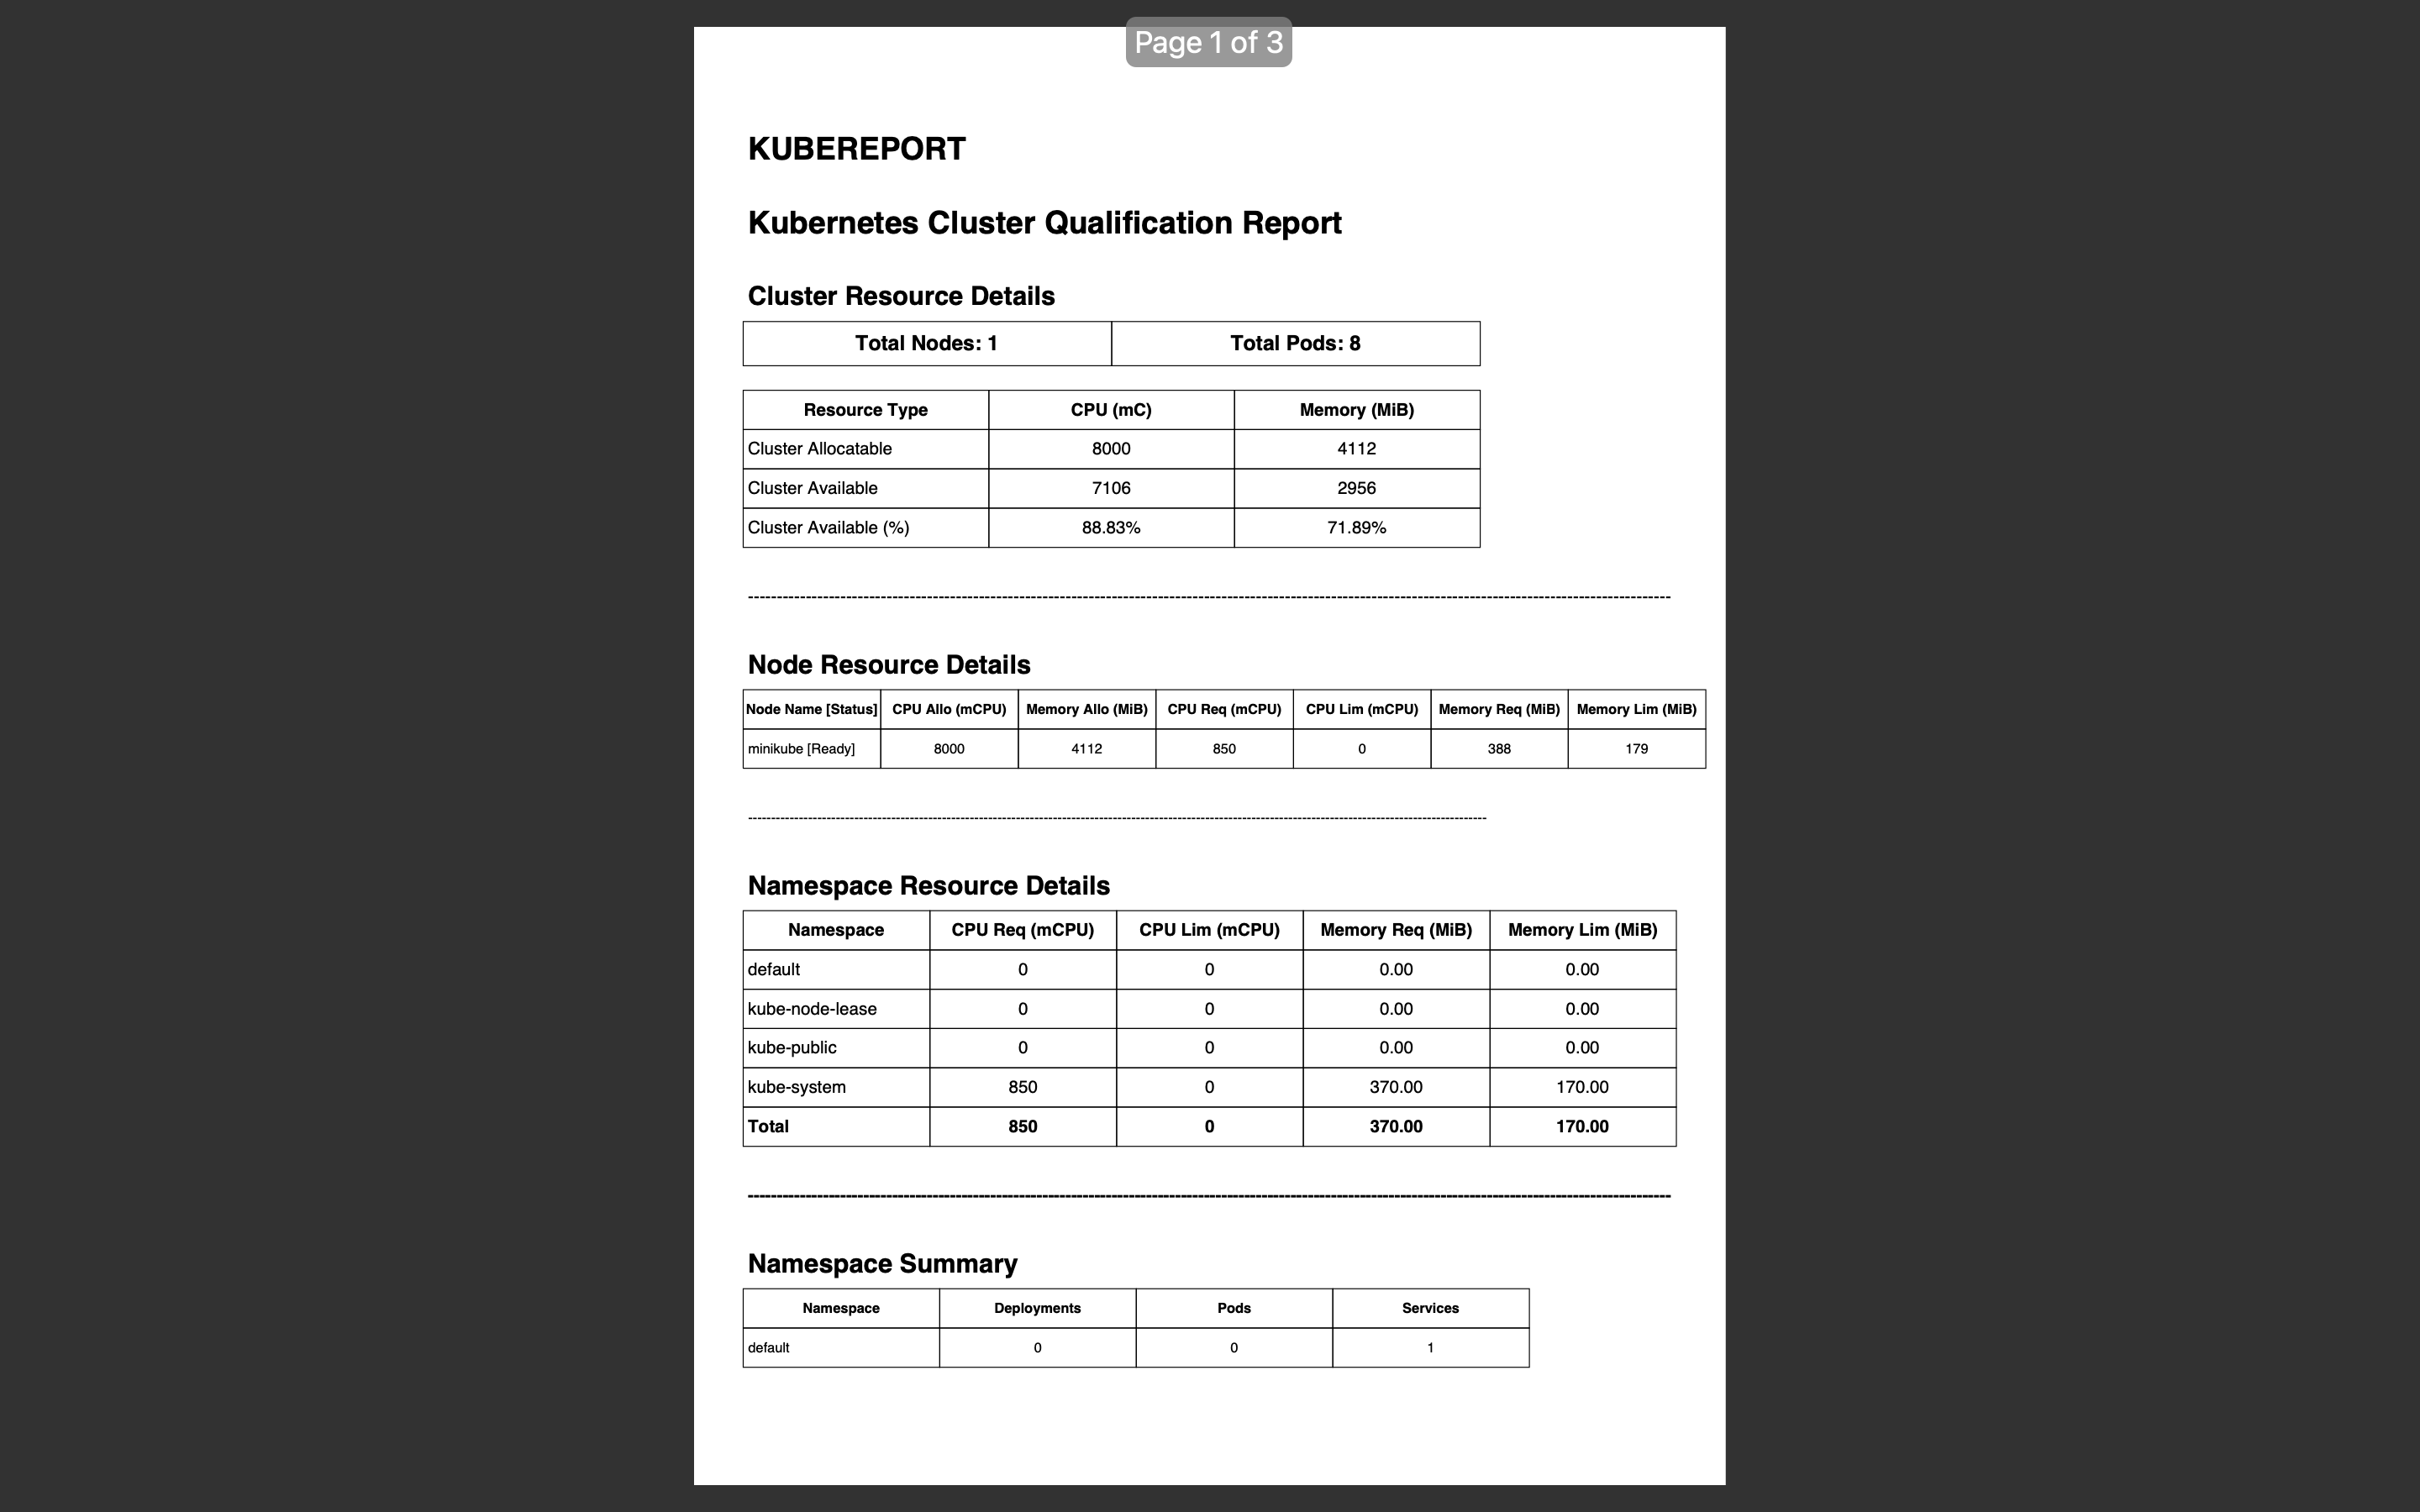 Page 1 of 3
KUBEREPORT
Kubernetes Cluster Qualification Report
Cluster Resource Details
Total Nodes: 1 Total Pods: 8
Resource Type CPU (mC) Memory (MiB)
Cluster Allocatable 8000 4112
Cluster Available 7106 2956
Cluster Available (%) 88.83% 71.89%
Node Resource Details
Node Name [Status] CPU Allo (mCPU) Memory Allo (MiB) CPU Req (mCPU) CPU Lim (mCPU) Memory Req (MiB) Memory Lim (MiB)
minikube [Ready] 8000 4112 850 0 388 179
Namespace Resource Details
Namespace CPU Req (mCPU) CPU Lim (mCPU) Memory Req (MiB) Memory Lim (MiB)
default 0 0 0.00 0.00
kube-node-lease 0 0 0.00 0.00
kube-public 0 0 0.00 0.00
kube-system 850 0 370.00 170.00
Total 850 0 370.00 170.00
Namespace Summary
Namespace Deployments Pods Services
default 0 0 1